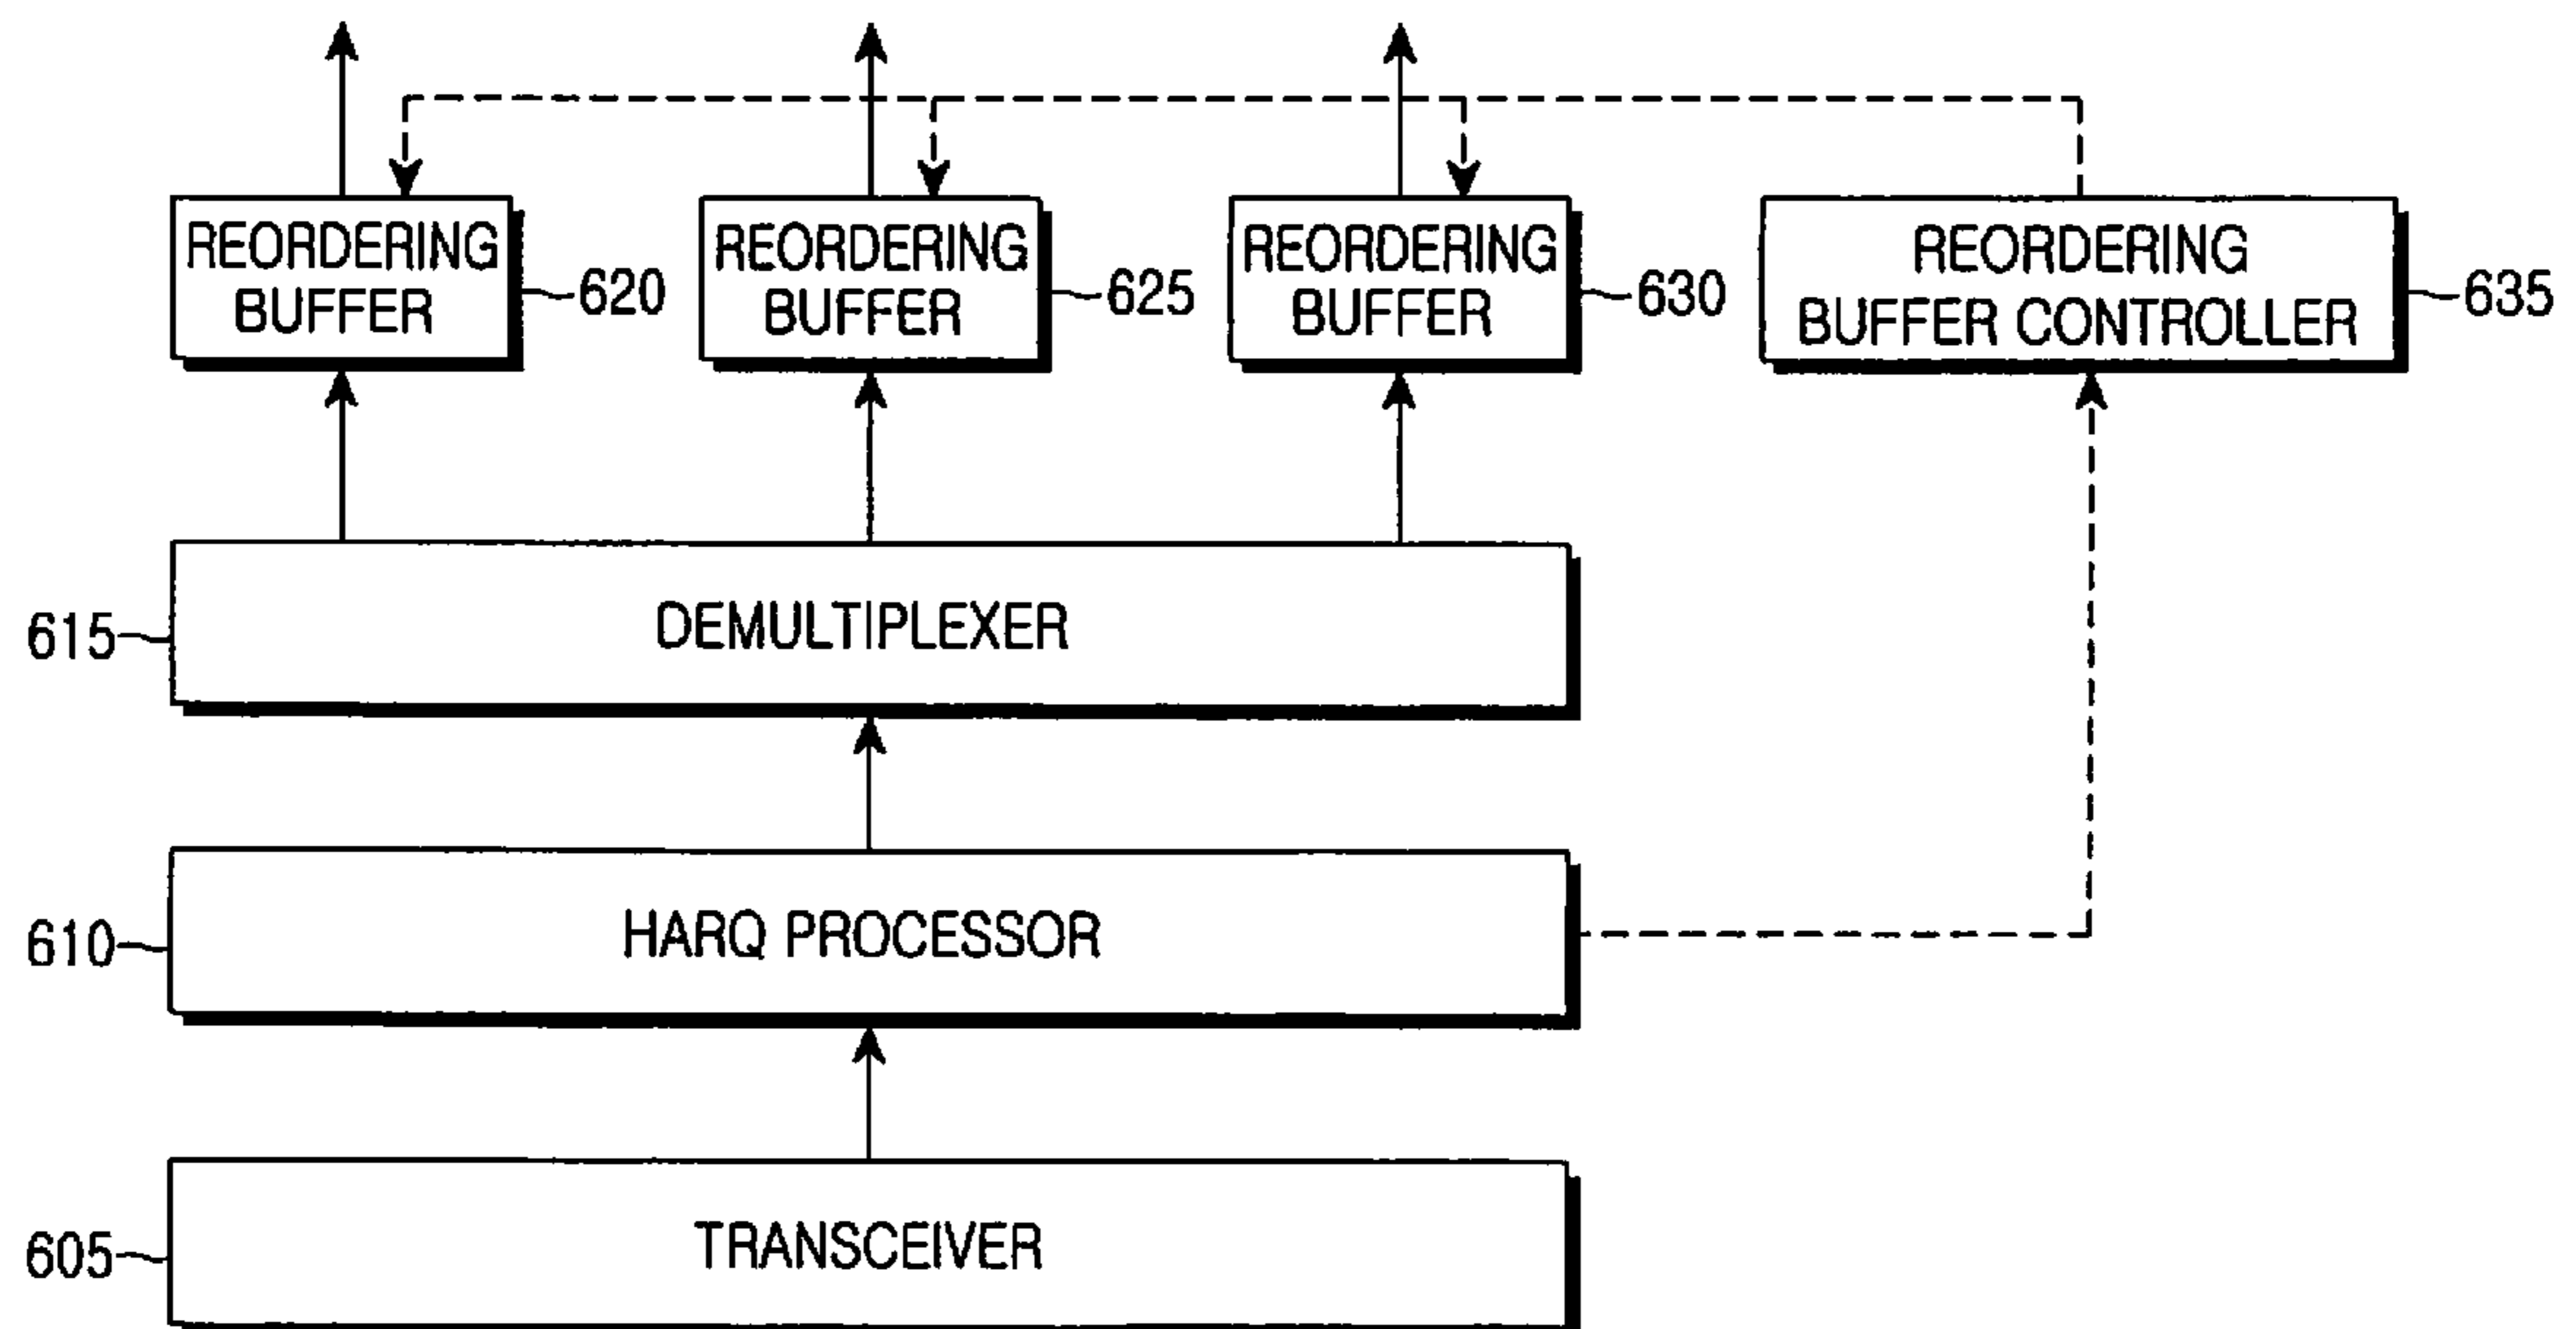 REORDERING
BUFFER
620
REORDERING
BUFFER
625
REORDERING
BUFFER
630
REORDERING
BUFFER CONTROLLER
635
DEMULTIPLEXER
615
HARQ PROCESSOR
610
TRANSCEIVER
605